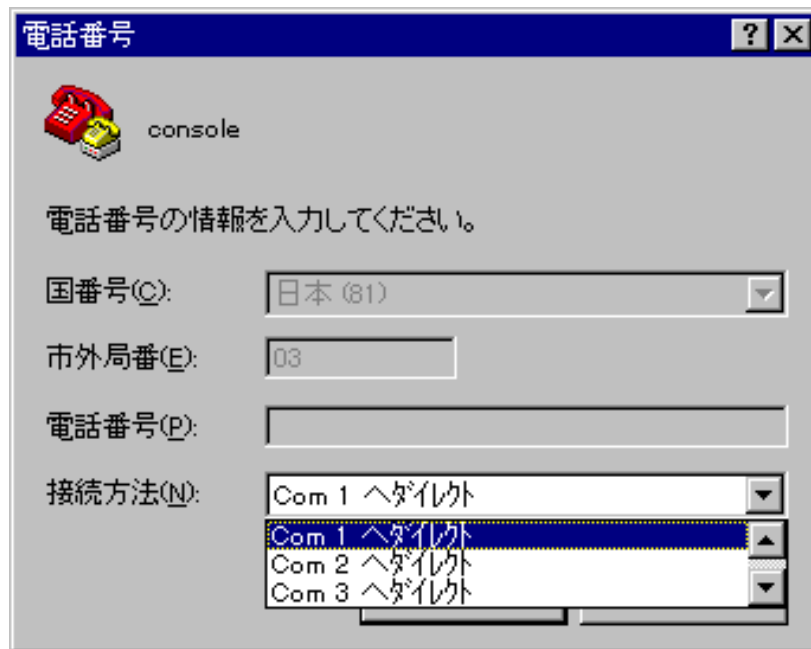 電話番号
console
電話番号の情報を入力してください。
国番号(C): 日本 (81)
市外局番(E): 03
電話番号(P):
接続方法(N): Com 1 へダイレクト
Com 1 へダイレクト
Com 2 へダイレクト
Com 3 へダイレクト